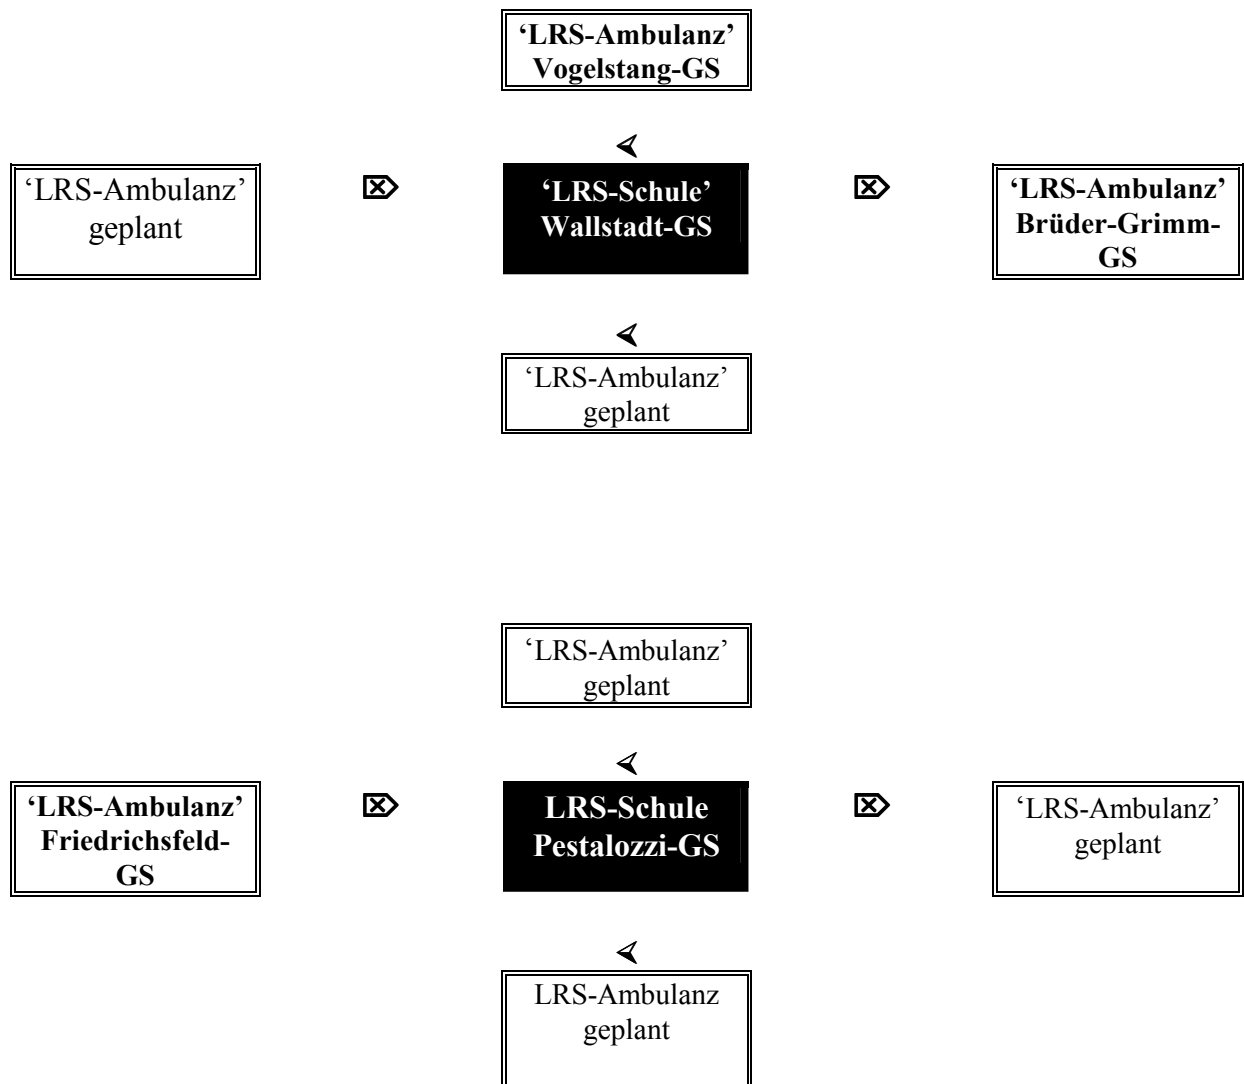 ‘LRS-Ambulanz’
Vogelstang-GS
‘LRS-Ambulanz’
geplant
‘LRS-Schule’
Wallstadt-GS
‘LRS-Ambulanz’
Brüder-Grimm-
GS
‘LRS-Ambulanz’
geplant
‘LRS-Ambulanz’
geplant
‘LRS-Ambulanz’
Friedrichsfeld-
GS
LRS-Schule
Pestalozzi-GS
‘LRS-Ambulanz’
geplant
LRS-Ambulanz
geplant